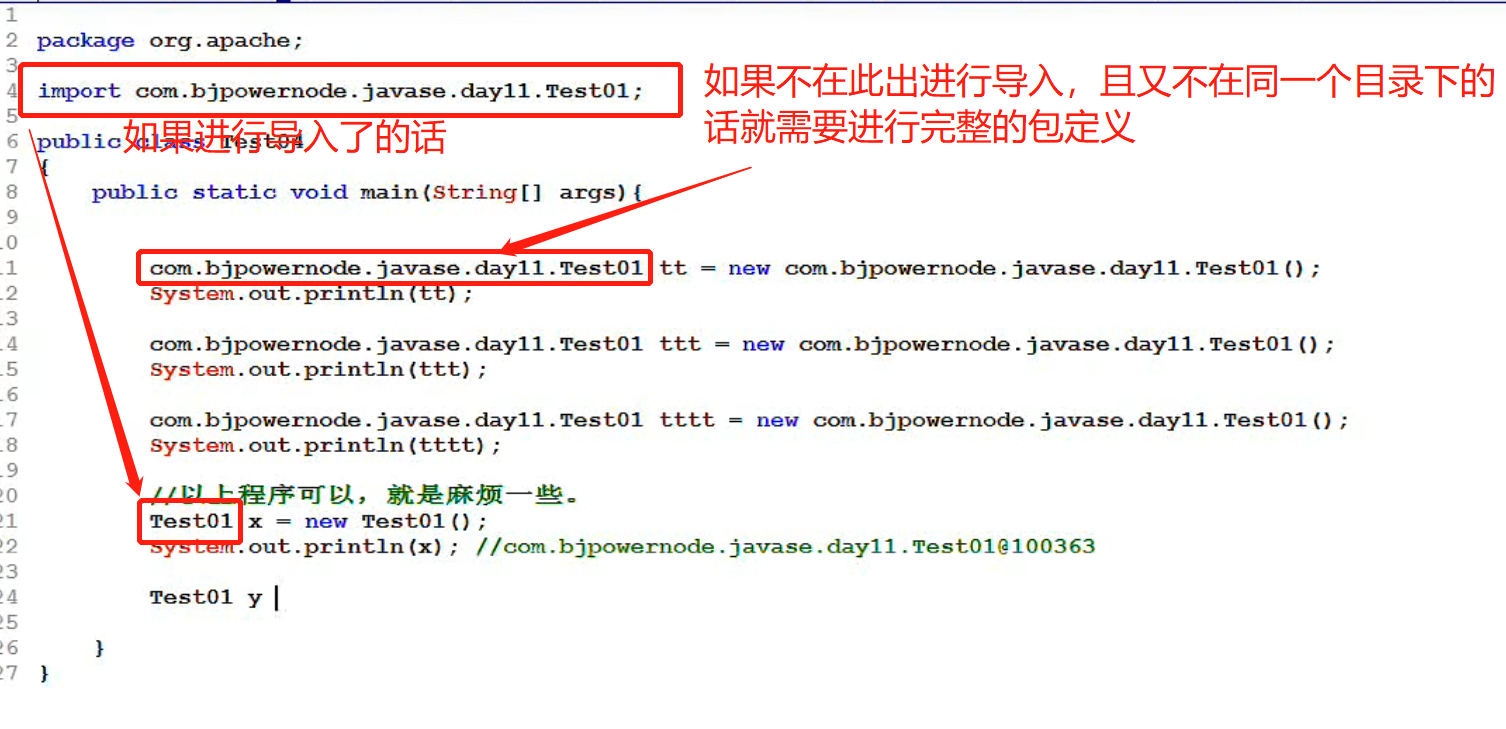 1
2 package org.apache;
3
4 import com.bjpowernode.javase.day11.Test01;
如果不在此出进行导入，且又不在同一个目录下的
话就需要进行完整的包定义
5
如果进行导入了的话
6 public class Test04
7 {
8 public static void main(String[] args){
9
10
11 com.bjpowernode.javase.day11.Test01 tt = new com.bjpowernode.javase.day11.Test01();
12 System.out.println(tt);
13
14 com.bjpowernode.javase.day11.Test01 ttt = new com.bjpowernode.javase.day11.Test01();
15 System.out.println(ttt);
16
17 com.bjpowernode.javase.day11.Test01 tttt = new com.bjpowernode.javase.day11.Test01();
18 System.out.println(tttt);
19
20 //以上程序可以，就是麻烦一些。
21 Test01 x = new Test01();
22 System.out.println(x); //com.bjpowernode.javase.day11.Test01@100363
23
24 Test01 y
25
26 }
27 }